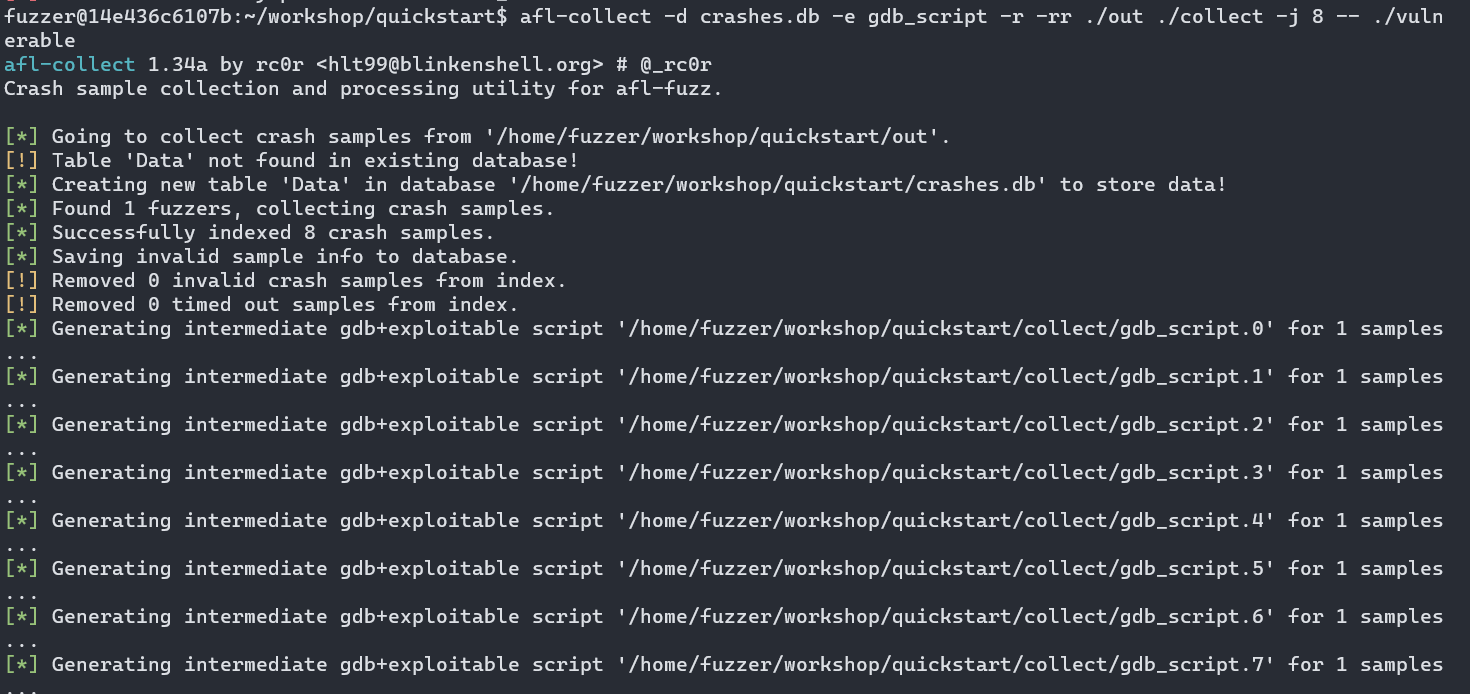 fuzzer@14e436c6107b:~/workshop/quickstart$ afl-collect -d crashes.db -e gdb_script -r -rr ./out ./collect -j 8 -- ./vuln
erable
afl-collect 1.34a by rc0r <hlt99@blinkenshell.org> # @_rc0r
Crash sample collection and processing utility for afl-fuzz.

[*] Going to collect crash samples from '/home/fuzzer/workshop/quickstart/out'.
[!] Table 'Data' not found in existing database!
[*] Creating new table 'Data' in database '/home/fuzzer/workshop/quickstart/crashes.db' to store data!
[*] Found 1 fuzzers, collecting crash samples.
[*] Successfully indexed 8 crash samples.
[*] Saving invalid sample info to database.
[!] Removed 0 invalid crash samples from index.
[!] Removed 0 timed out samples from index.
[*] Generating intermediate gdb+exploitable script '/home/fuzzer/workshop/quickstart/collect/gdb_script.0' for 1 samples
...
[*] Generating intermediate gdb+exploitable script '/home/fuzzer/workshop/quickstart/collect/gdb_script.1' for 1 samples
...
[*] Generating intermediate gdb+exploitable script '/home/fuzzer/workshop/quickstart/collect/gdb_script.2' for 1 samples
...
[*] Generating intermediate gdb+exploitable script '/home/fuzzer/workshop/quickstart/collect/gdb_script.3' for 1 samples
...
[*] Generating intermediate gdb+exploitable script '/home/fuzzer/workshop/quickstart/collect/gdb_script.4' for 1 samples
...
[*] Generating intermediate gdb+exploitable script '/home/fuzzer/workshop/quickstart/collect/gdb_script.5' for 1 samples
...
[*] Generating intermediate gdb+exploitable script '/home/fuzzer/workshop/quickstart/collect/gdb_script.6' for 1 samples
...
[*] Generating intermediate gdb+exploitable script '/home/fuzzer/workshop/quickstart/collect/gdb_script.7' for 1 samples
...